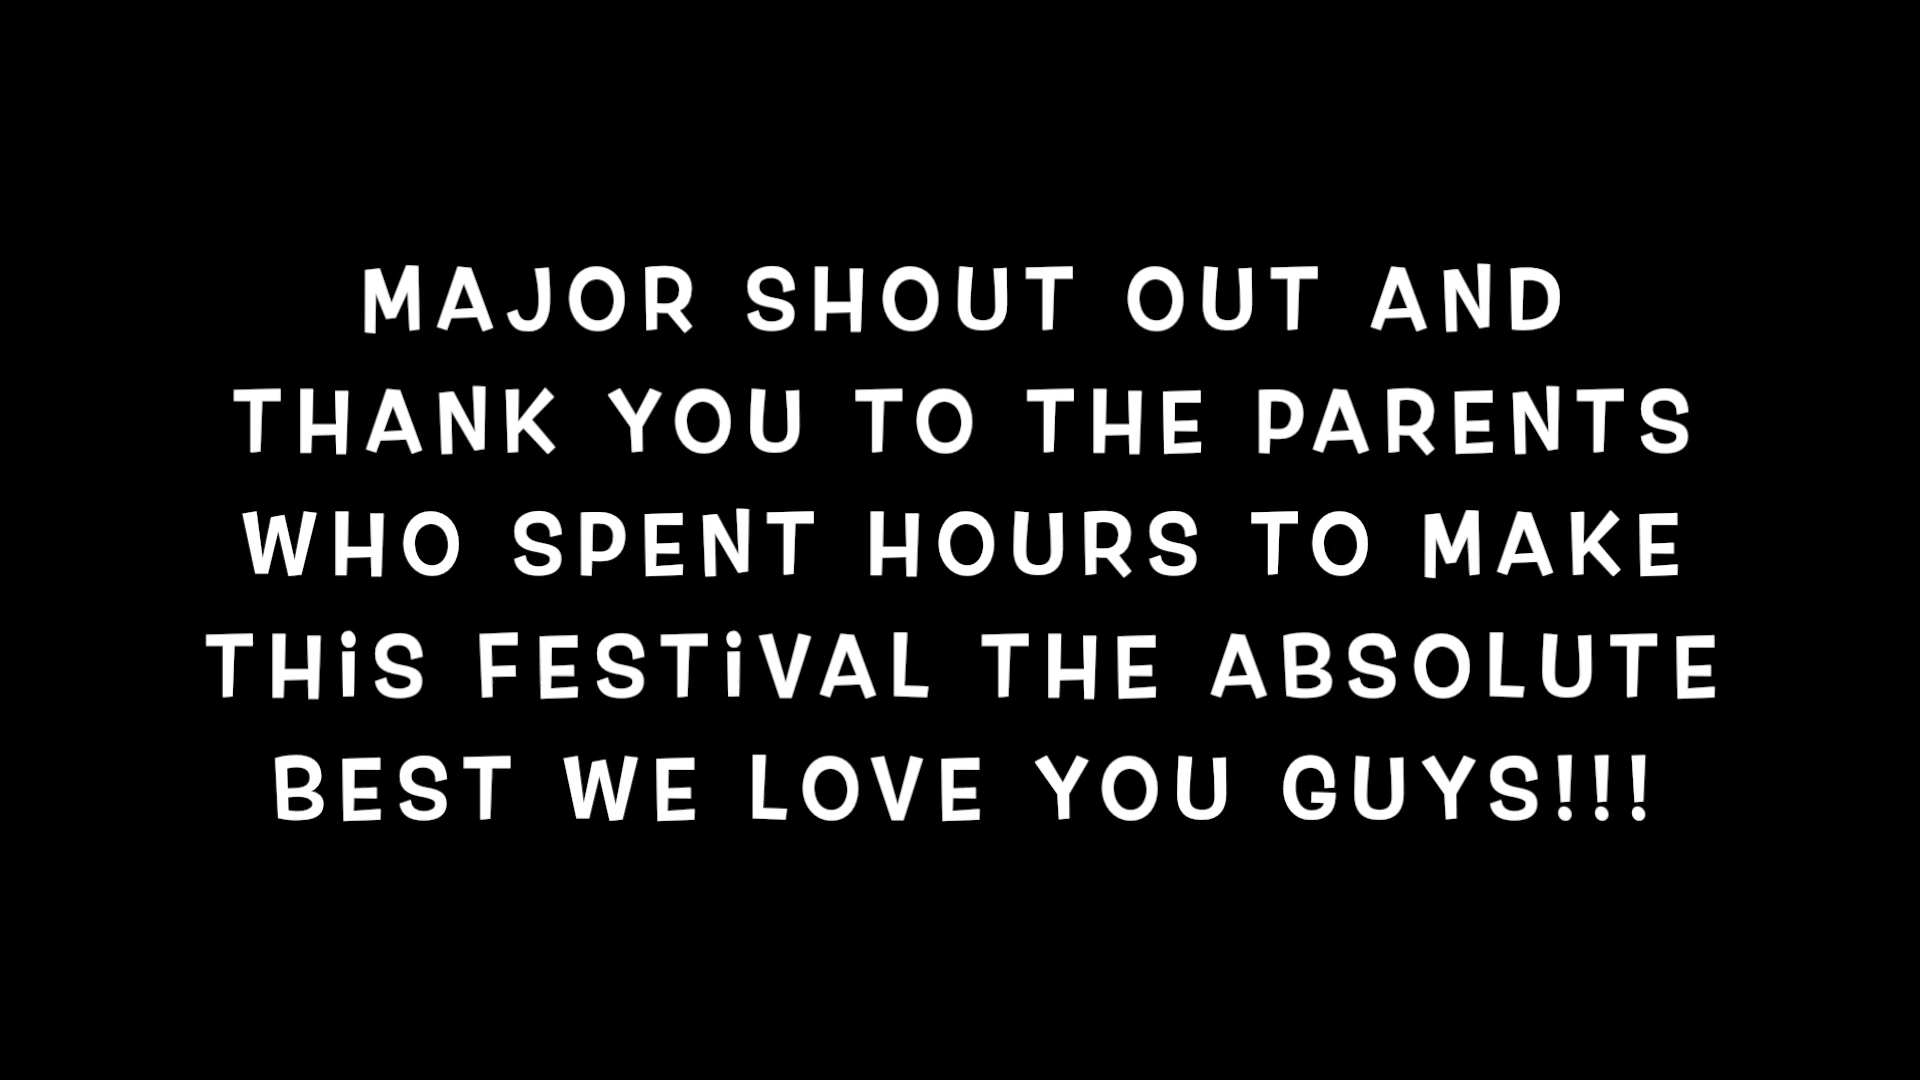 MAJOR SHOUT OUT AND
THANK YOU TO THE PARENTS
WHO SPENT HOURS TO MAKE
THiS FESTiVAL THE ABSOLUTE
BEST WE LOVE YOU GUYS!!!